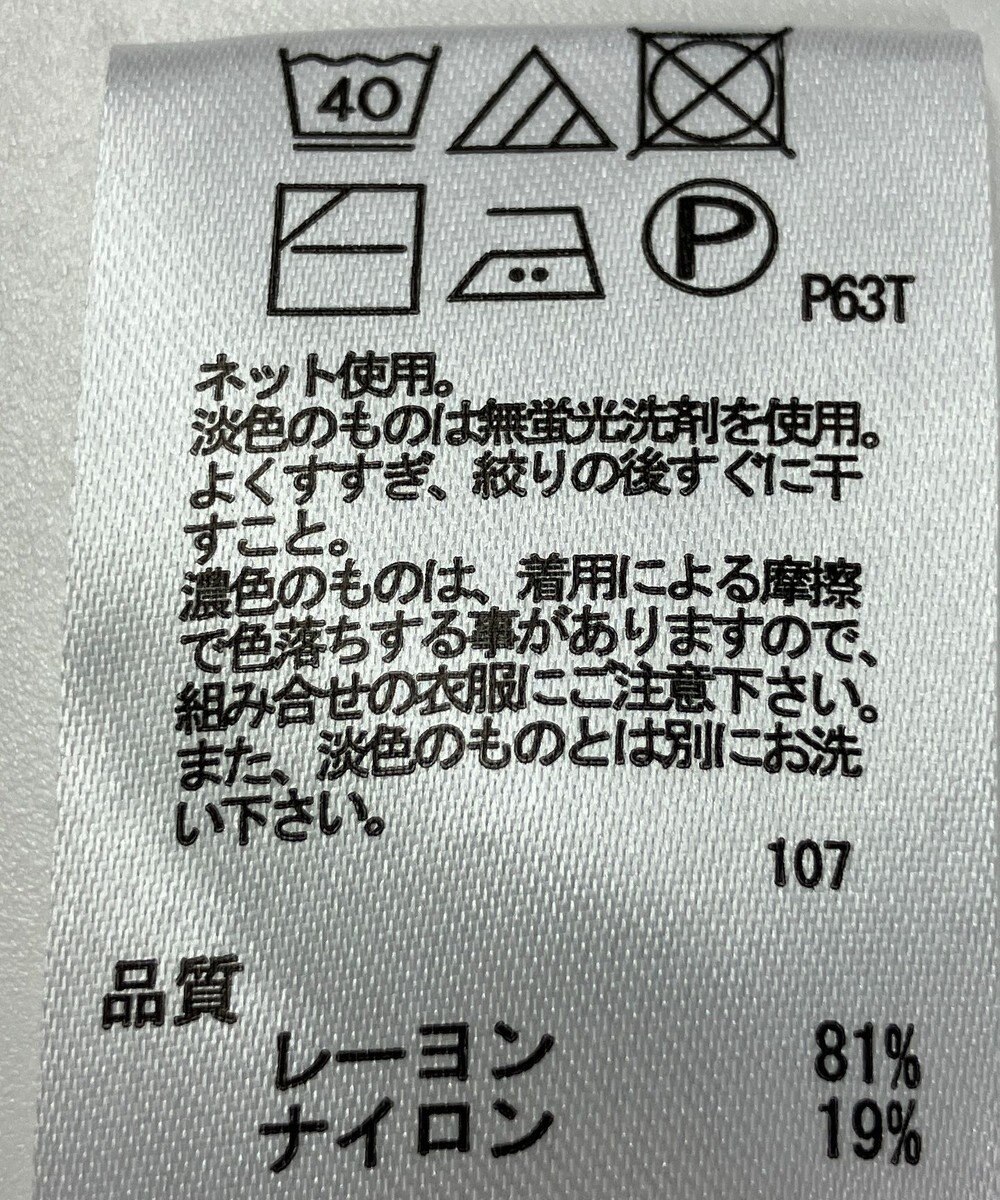 40
P
P63T
ネット使用。
淡色のものは無蛍光洗剤を使用。
よくすすぎ、絞りの後すぐに干
すこと。
濃色のものは、着用による摩擦
で色落ちする事がありますので、
組み合せの衣服にご注意下さい。
また、淡色のものとは別にお洗
い下さい。
107
品質
レーヨン 81%
ナイロン 19%